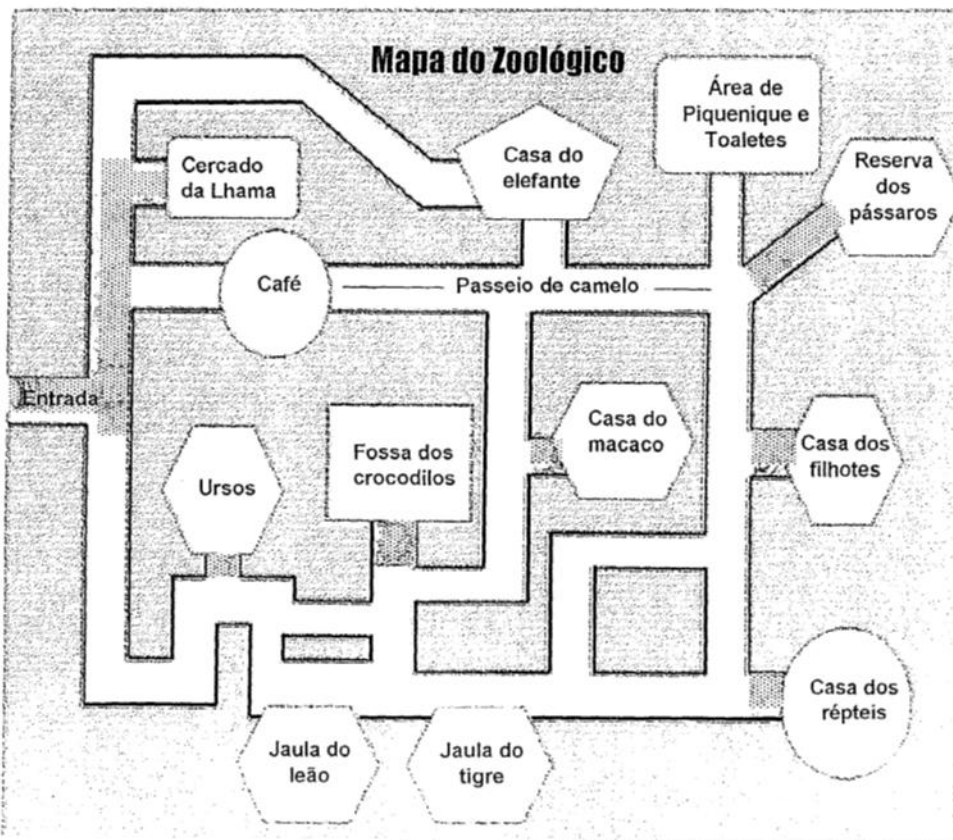 Mapa do Zoológico
Área de
Piquenique e
Toaletes
Casa do
elefante
Reserva
dos
pássaros
Cercado
da Lhama
Café
Passeio de camelo
Entrada
Casa do
macaco
Fossa dos
crocodilos
Casa dos
filhotes
Ursos
Casa dos
répteis
Jaula do
leão
Jaula do
tigre